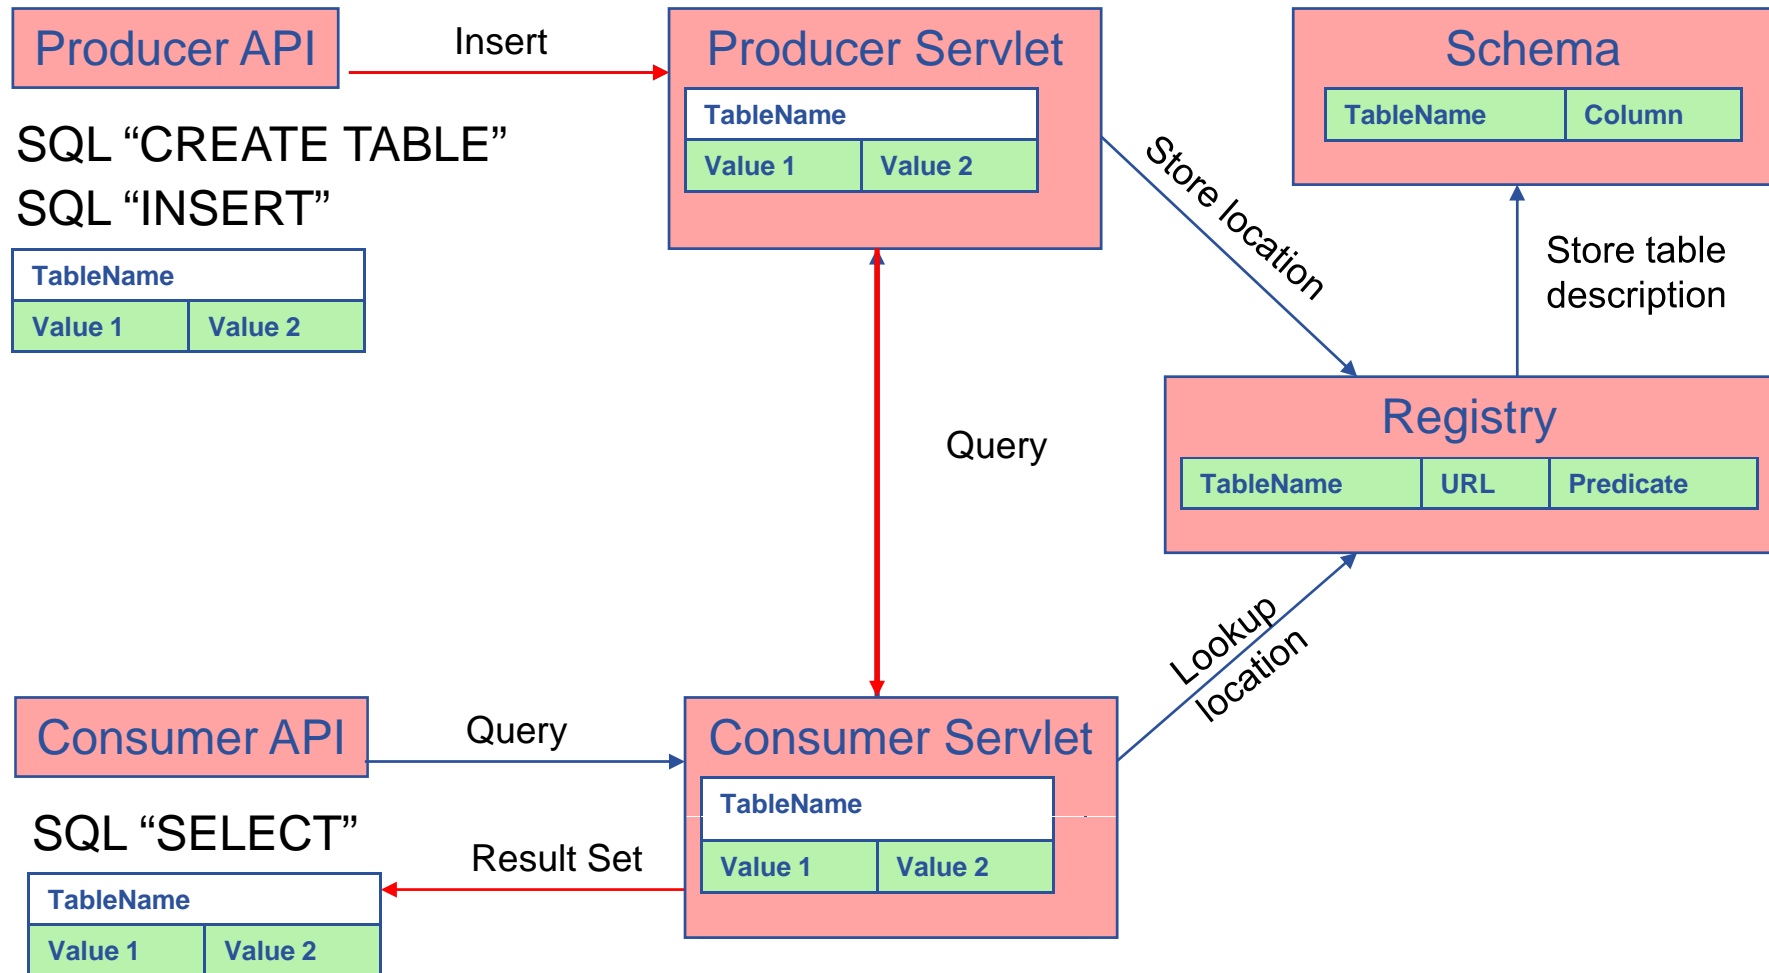 Producer API
Insert
Producer Servlet
TableName
Value 1 Value 2
Schema
TableName Column
SQL “CREATE TABLE”
SQL “INSERT”
TableName
Value 1 Value 2
Store location
Store table
description
Registry
TableName URL Predicate
Query
Lookup
location
Consumer API
Query
Consumer Servlet
TableName
Value 1 Value 2
SQL “SELECT”
Result Set
TableName
Value 1 Value 2